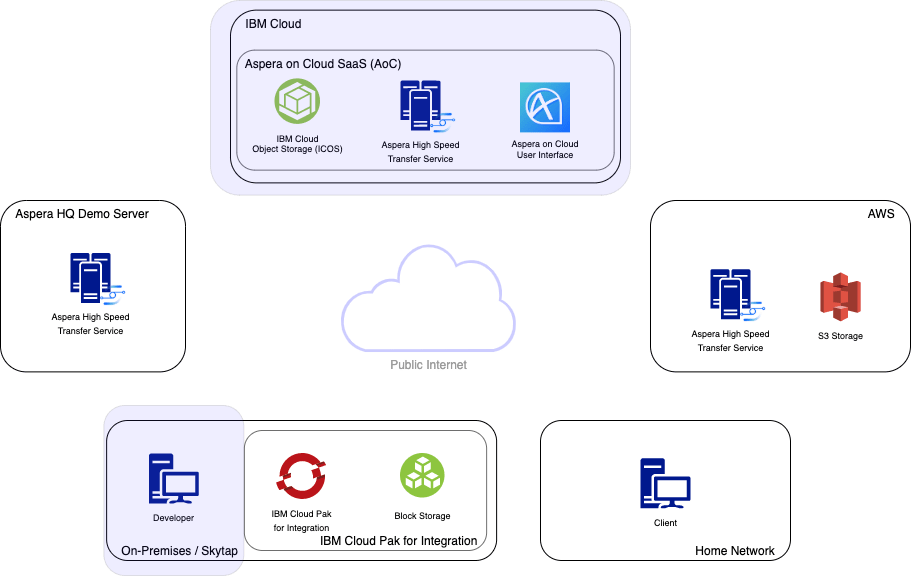 IBM Cloud
Aspera on Cloud SaaS (AoC)
IBM Cloud
Object Storage (ICOS)
Aspera High Speed
Transfer Service
Aspera on Cloud
User Interface
Aspera HQ Demo Server
Aspera High Speed
Transfer Service
AWS
Aspera High Speed
Transfer Service
S3 Storage
Public Internet
Developer
On-Premises / Skytap
IBM Cloud Pak
for Integration
Block Storage
IBM Cloud Pak for Integration
Client
Home Network